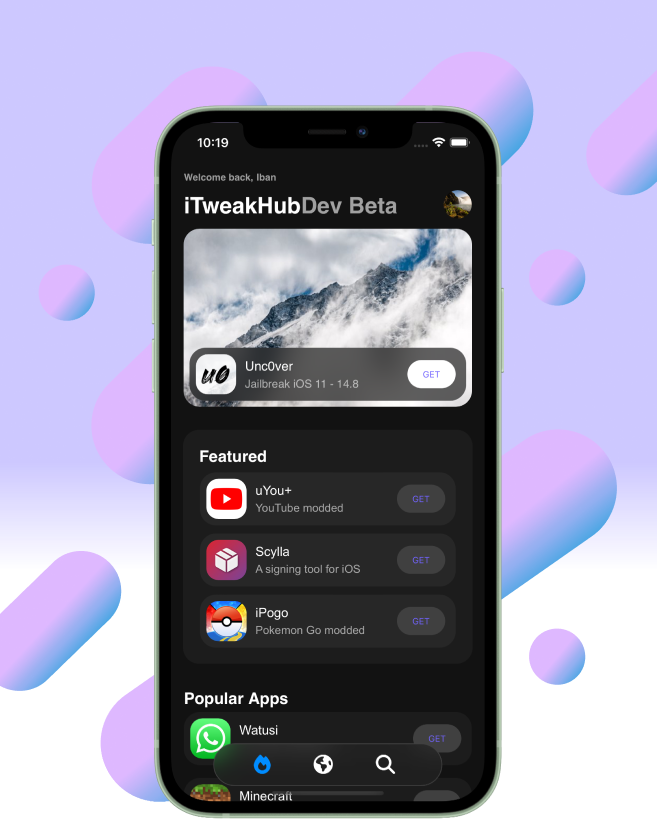 10:19
Welcome back, Iban
iTweakHubDev Beta
u0
Unc0ver
Jailbreak iOS 11 - 14.8
GET
Featured
uYou+
YouTube modded
GET
Scylla
A signing tool for iOS
GET
iPogo
Pokemon Go modded
GET
Popular Apps
Watusi
GET
Minecraft